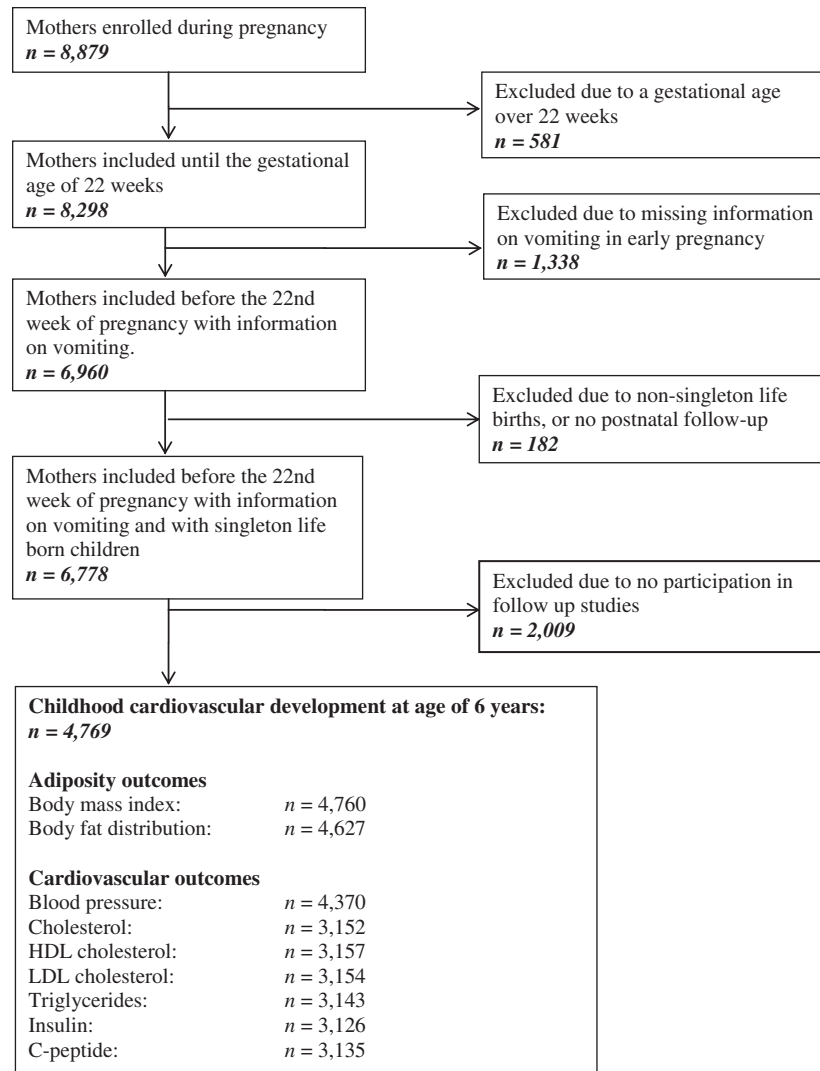 Mothers enrolled during pregnancy
n = 8,879
Excluded due to a gestational age
over 22 weeks
n = 581
Mothers included until the gestational
age of 22 weeks
n = 8,298
Excluded due to missing information
on vomiting in early pregnancy
n = 1,338
Mothers included before the 22nd
week of pregnancy with information
on vomiting.
n = 6,960
Excluded due to non-singleton life
births, or no postnatal follow-up
n = 182
Mothers included before the 22nd
week of pregnancy with information
on vomiting and with singleton life
born children
n = 6,778
Excluded due to no participation in
follow up studies
n = 2,009
Childhood cardiovascular development at age of 6 years:
n = 4,769
Adiposity outcomes
Body mass index: n = 4,760
Body fat distribution: n = 4,627
Cardiovascular outcomes
Blood pressure: n = 4,370
Cholesterol: n = 3,152
HDL cholesterol: n = 3,157
LDL cholesterol: n = 3,154
Triglycerides: n = 3,143
Insulin: n = 3,126
C-peptide: n = 3,135